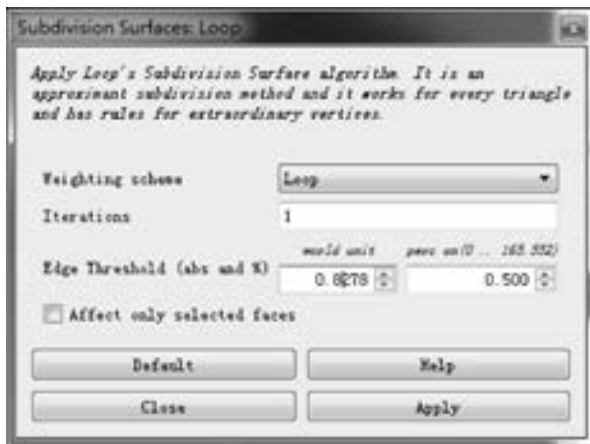 Subdivision Surfaces: Loop
Apply Loop's Subdivision Surface algorithm. It is an
approximant subdivision method and it works for every triangle
and has rules for extraordinary vertices.
Weighting scheme
Loop
Iterations
1
Edge Threshold (abs and %)
world unit
perc on(0 .. 165.552)
0.8278
0.500
Affect only selected faces
Default
Help
Close
Apply